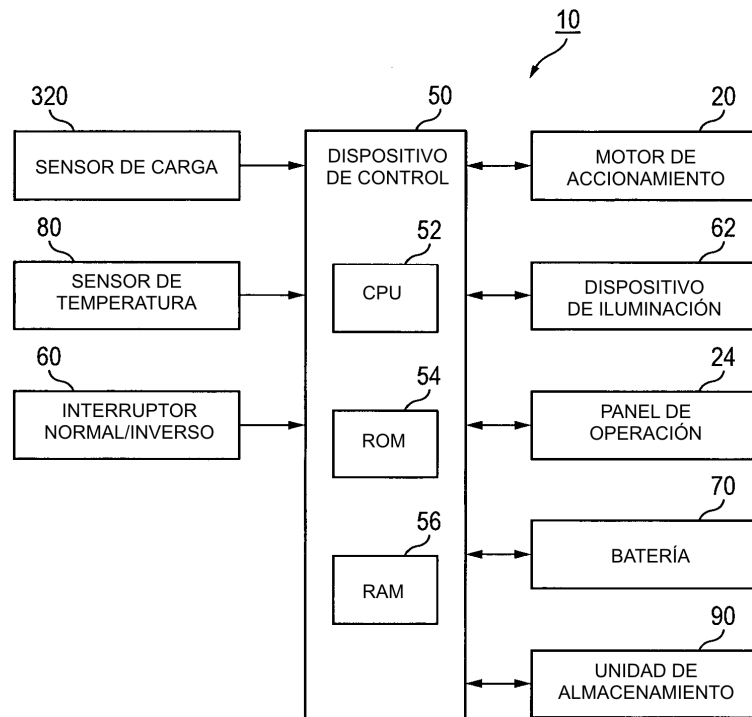 10
320
50
20
SENSOR DE CARGA
DISPOSITIVO
DE CONTROL
MOTOR DE
ACCIONAMIENTO
80
52
62
SENSOR DE
TEMPERATURA
CPU
DISPOSITIVO
DE ILUMINACIÓN
60
54
24
INTERRUPTOR
NORMAL/INVERSO
ROM
PANEL DE
OPERACIÓN
56
70
RAM
BATERÍA
90
UNIDAD DE
ALMACENAMIENTO